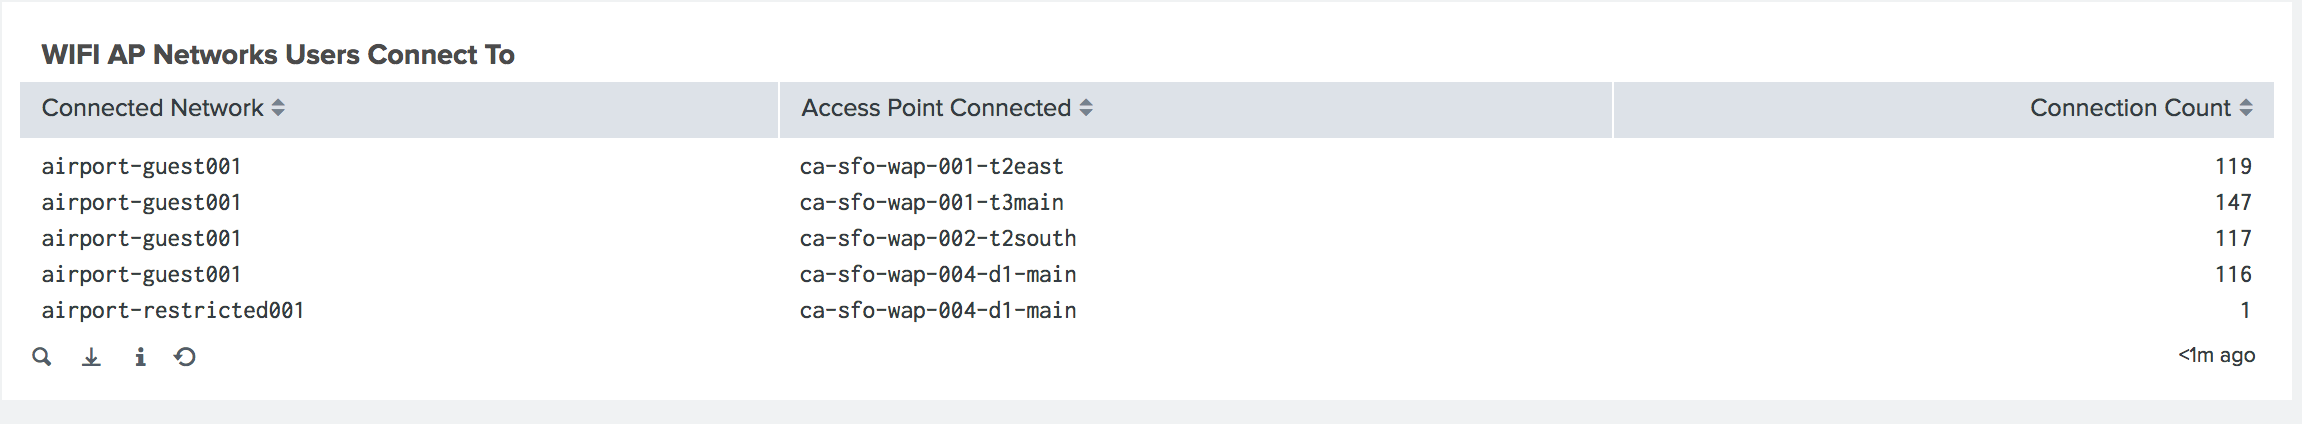 WIFI AP Networks Users Connect To
Connected Network Access Point Connected Connection Count
airport-guest001 ca-sfo-wap-001-t2east 119
airport-guest001 ca-sfo-wap-001-t3main 147
airport-guest001 ca-sfo-wap-002-t2south 117
airport-guest001 ca-sfo-wap-004-d1-main 116
airport-restricted001 ca-sfo-wap-004-d1-main 1
<1m ago